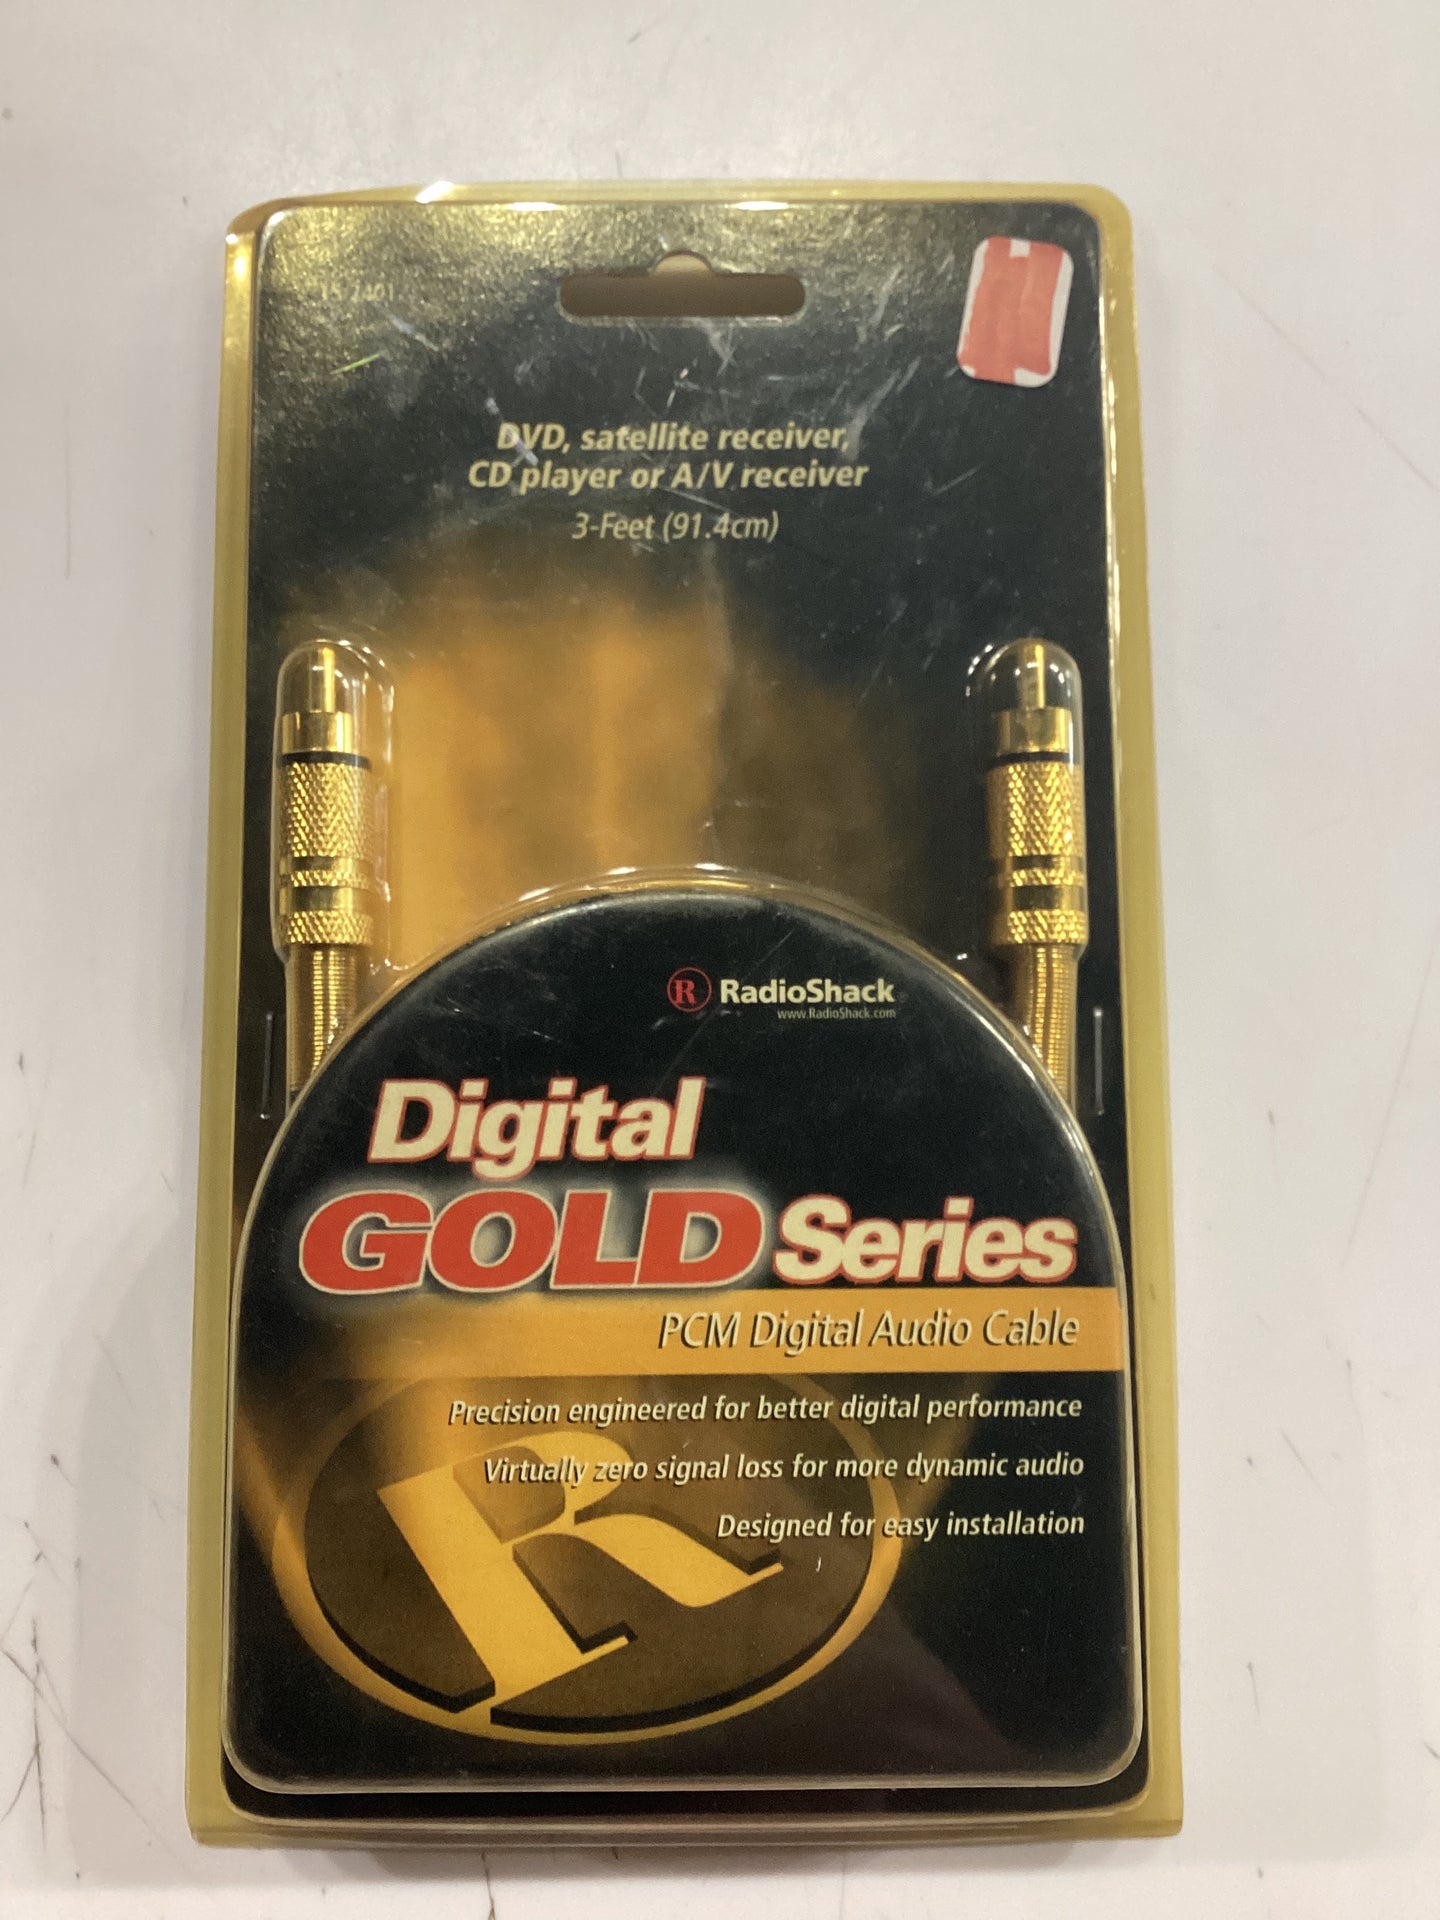 15-2401
DVD, satellite receiver,
CD player or A/V receiver
3-Feet (91.4cm)
R RadioShack
www.RadioShack.com
Digital
GOLD Series
PCM Digital Audio Cable
Precision engineered for better digital performance
Virtually zero signal loss for more dynamic audio
Designed for easy installation
R